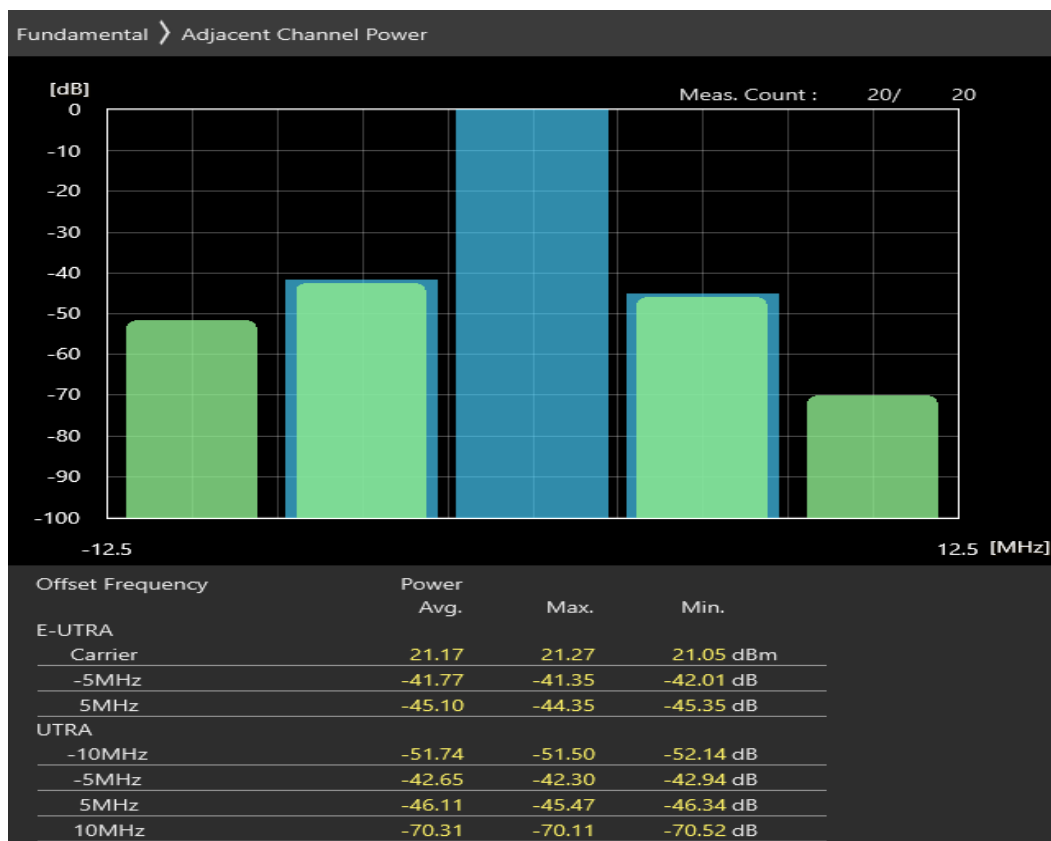 Fundamental 〉 Adjacent Channel Power
[dB]
Meas. Count : 20/ 20
0
-10
-20
-30
-40
-50
-60
-70
-80
-90
-100
-12.5 12.5 [MHz]
Offset Frequency Power
Avg. Max. Min.
E-UTRA
Carrier 21.17 21.27 21.05 dBm
-5MHz -41.77 -41.35 -42.01 dB
5MHz -45.10 -44.35 -45.35 dB
UTRA
-10MHz -51.74 -51.50 -52.14 dB
-5MHz -42.65 -42.30 -42.94 dB
5MHz -46.11 -45.47 -46.34 dB
10MHz -70.31 -70.11 -70.52 dB